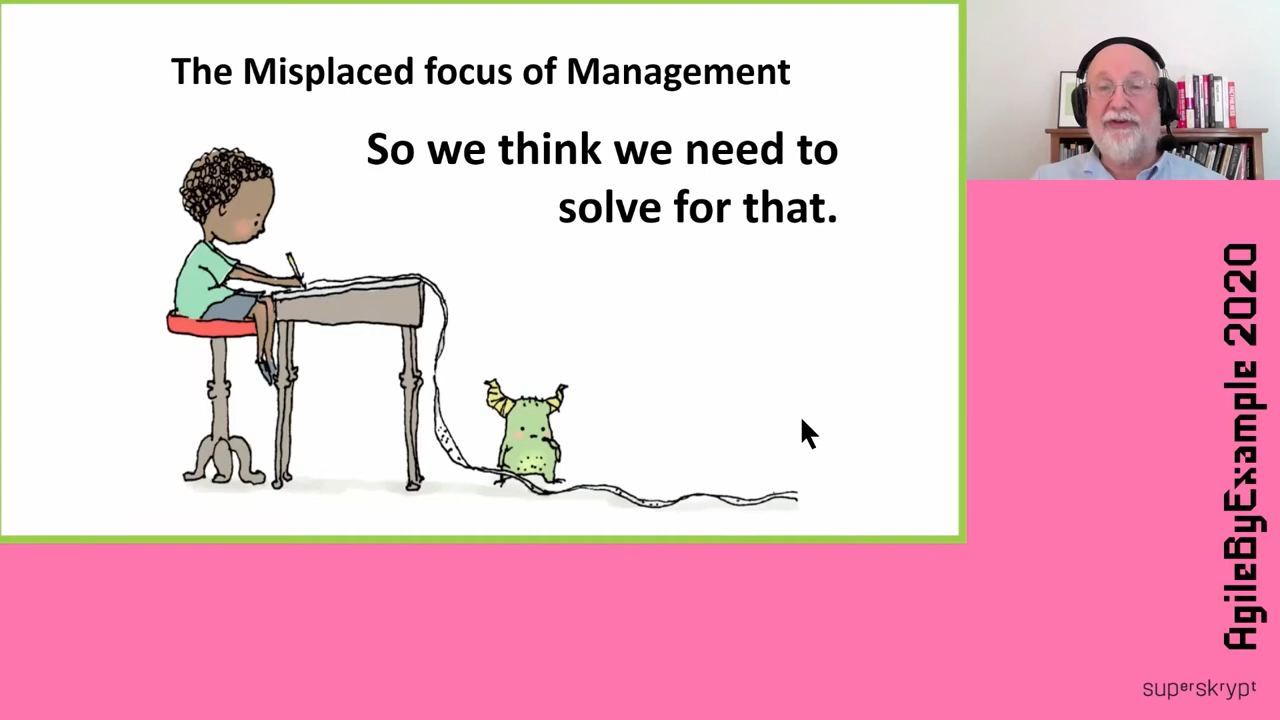 The Misplaced focus of Management
So we think we need to
solve for that.
AgileByExample 2020
superskrypt